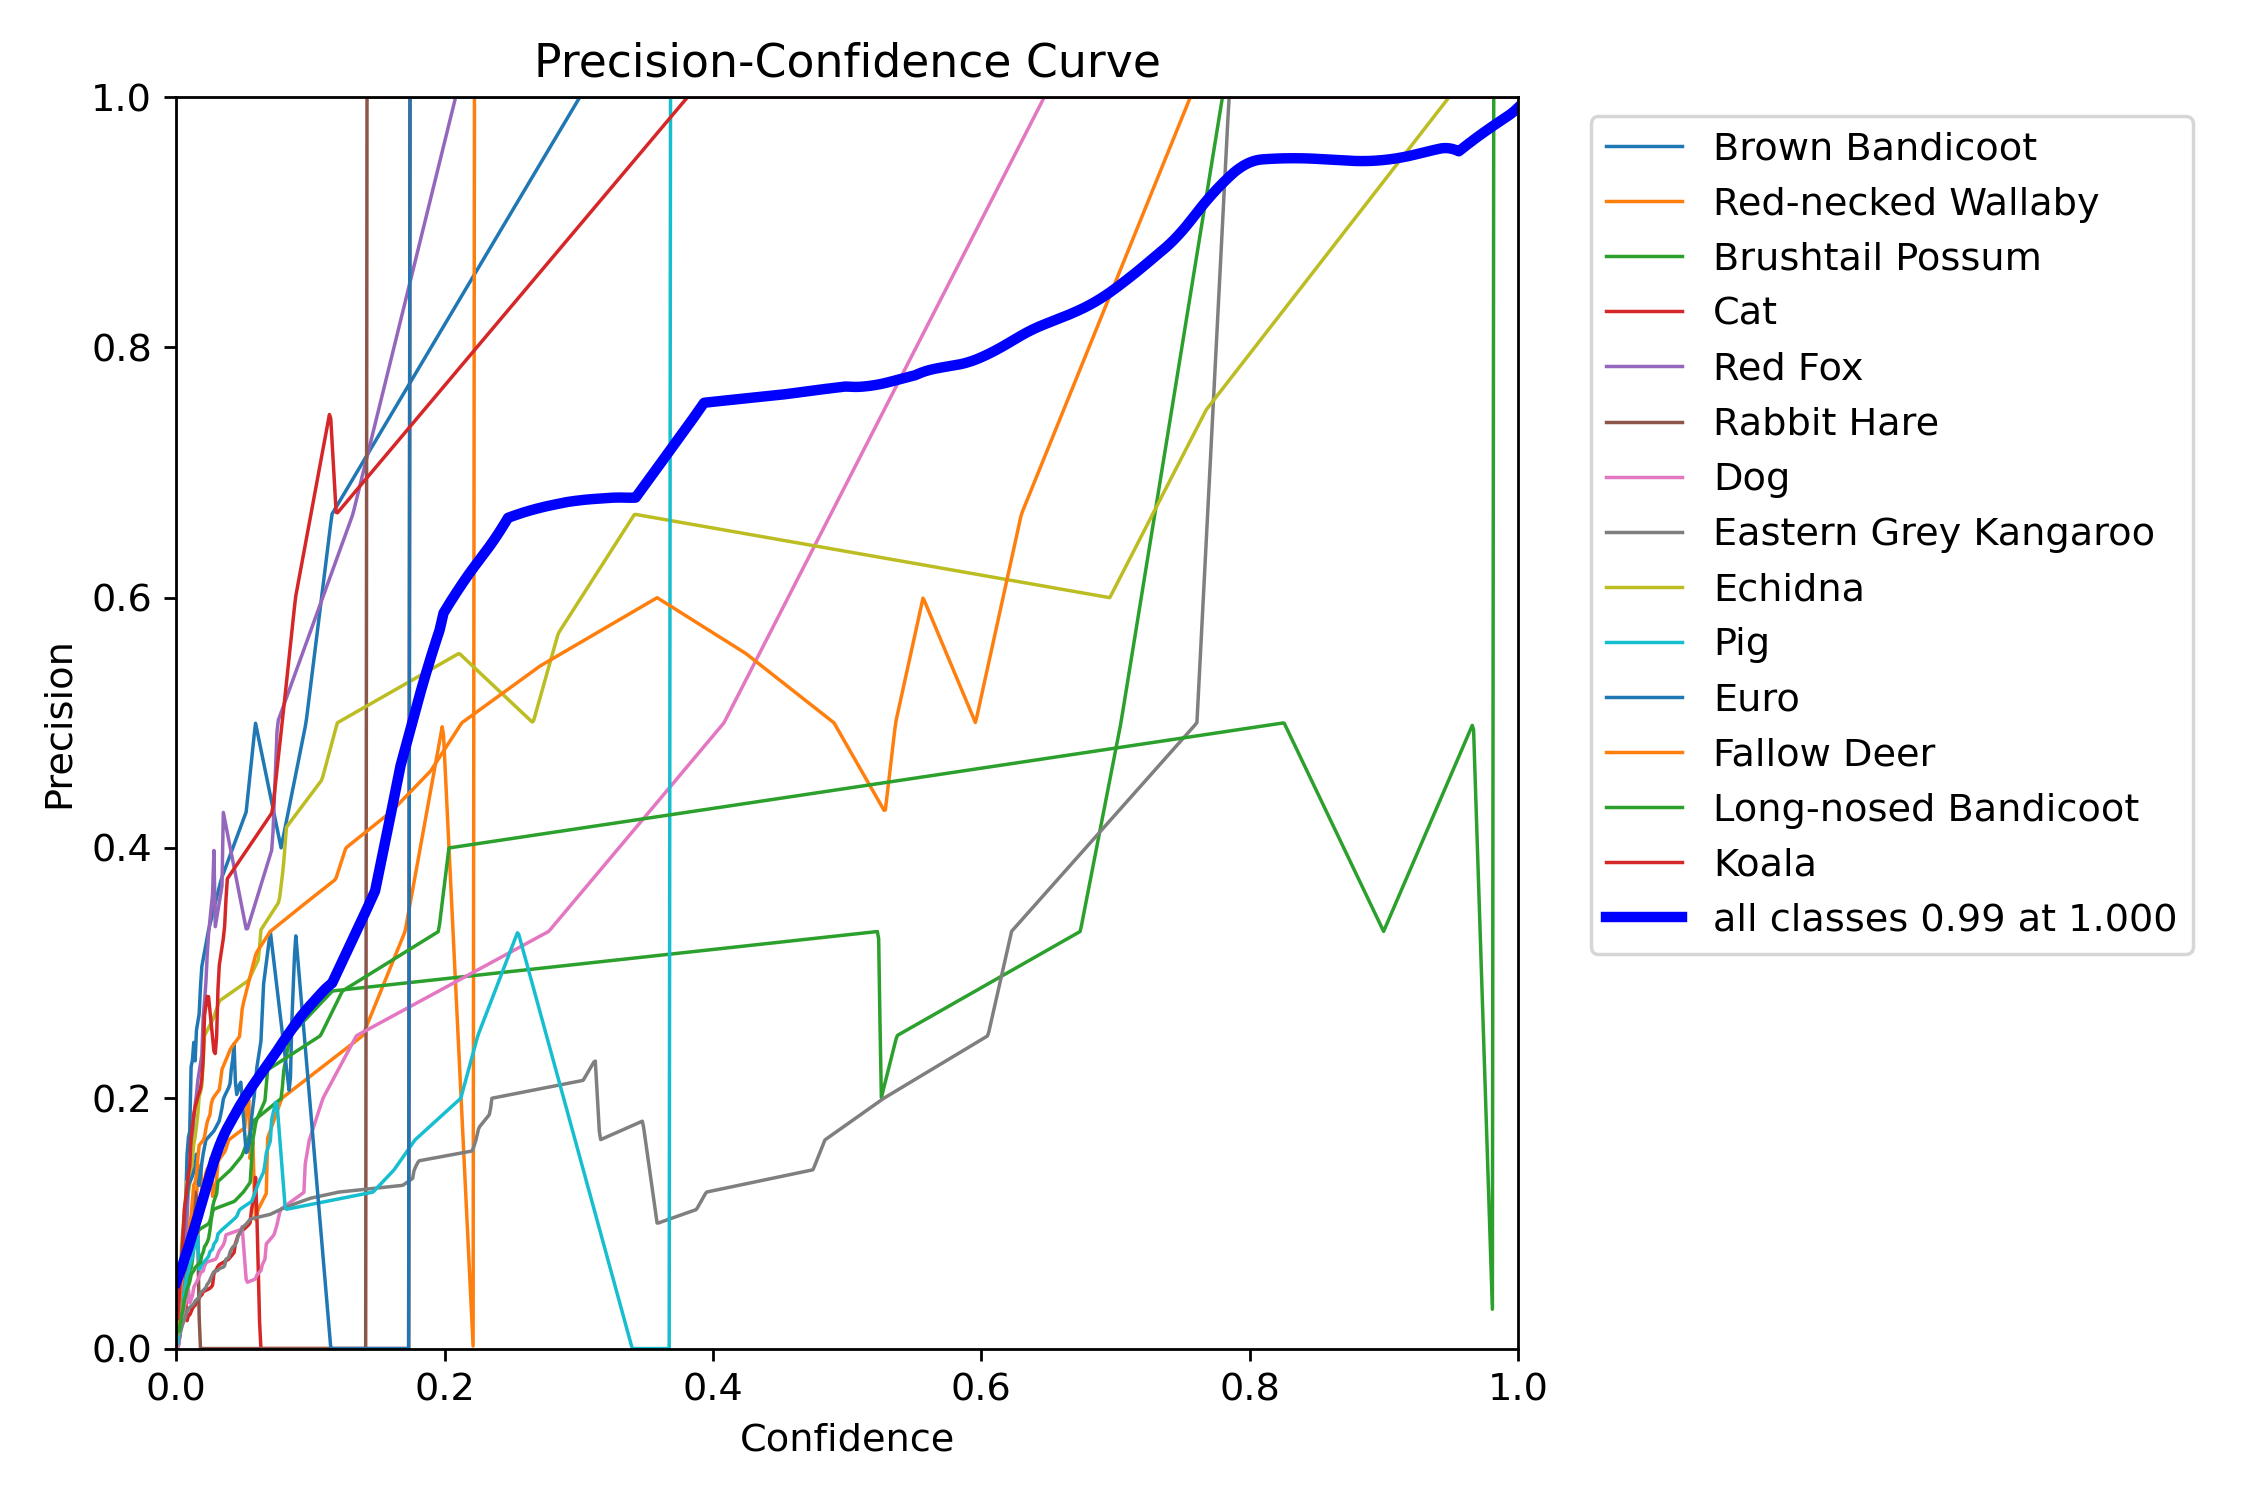 Precision-Confidence Curve
1.0
0.8
0.6
0.4
0.2
0.0
Precision
0.0 0.2 0.4 0.6 0.8 1.0
Confidence
Brown Bandicoot
Red-necked Wallaby
Brushtail Possum
Cat
Red Fox
Rabbit Hare
Dog
Eastern Grey Kangaroo
Echidna
Pig
Euro
Fallow Deer
Long-nosed Bandicoot
Koala
all classes 0.99 at 1.000